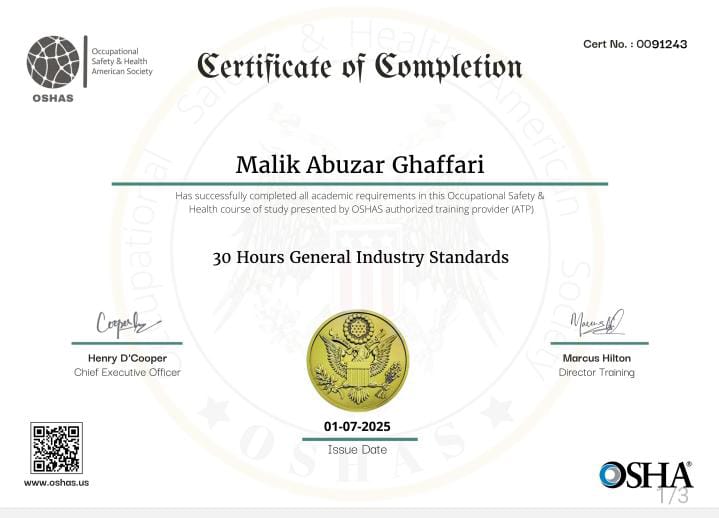 Occupational
Safety & Health
American Society
OSHAS
Cert No. : 0091243
Certificate of Completion
Malik Abuzar Ghaffari
Has successfully completed all academic requirements in this Occupational Safety &
Health course of study presented by OSHAS authorized training provider (ATP)
30 Hours General Industry Standards
Henry D'Cooper
Chief Executive Officer
Marcus Hilton
Director Training
01-07-2025
Issue Date
www.oshas.us
OSHA®
1/3
Occupational Safety & Health American Society
OSHAS